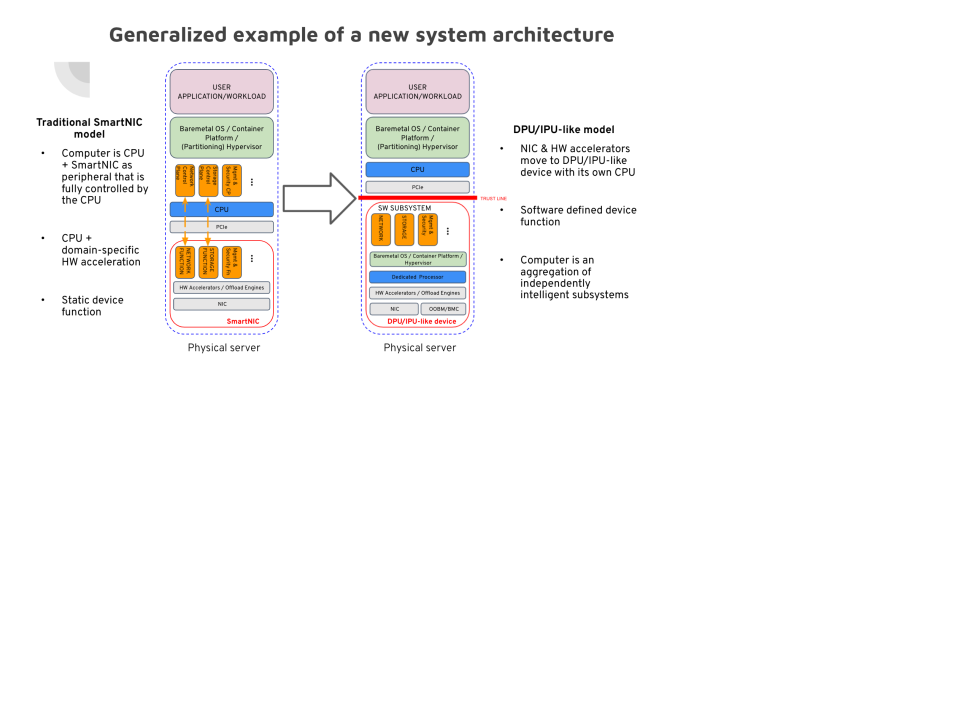 Generalized example of a new system architecture
Traditional SmartNIC
model
• Computer is CPU
+ SmartNIC as
peripheral that is
fully controlled by
the CPU
• CPU +
domain-specific
HW acceleration
• Static device
function
USER
APPLICATION/WORKLOAD
Baremetal OS / Container
Platform /
(Partitioning) Hypervisor
Network
Control
Plane
Storage
Control
Plane
Mgmt &
Security CP
...
CPU
PCIe
NETWORK
FUNCTION
STORAGE
FUNCTION
Mgmt &
Security Fn
...
HW Accelerators / Offload Engines
NIC
SmartNIC
Physical server
USER
APPLICATION/WORKLOAD
Baremetal OS / Container
Platform /
(Partitioning) Hypervisor
CPU
PCIe
TRUST LINE
SW SUBSYSTEM
NETWORK
STORAGE
Mgmt &
Security
...
Baremetal OS / Container Platform /
Hypervisor
Dedicated Processor
HW Accelerators / Offload Engines
NIC
OOBM/BMC
DPU/IPU-like device
Physical server
DPU/IPU-like model
• NIC & HW accelerators
move to DPU/IPU-like
device with its own CPU
• Software defined device
function
• Computer is an
aggregation of
independently
intelligent subsystems